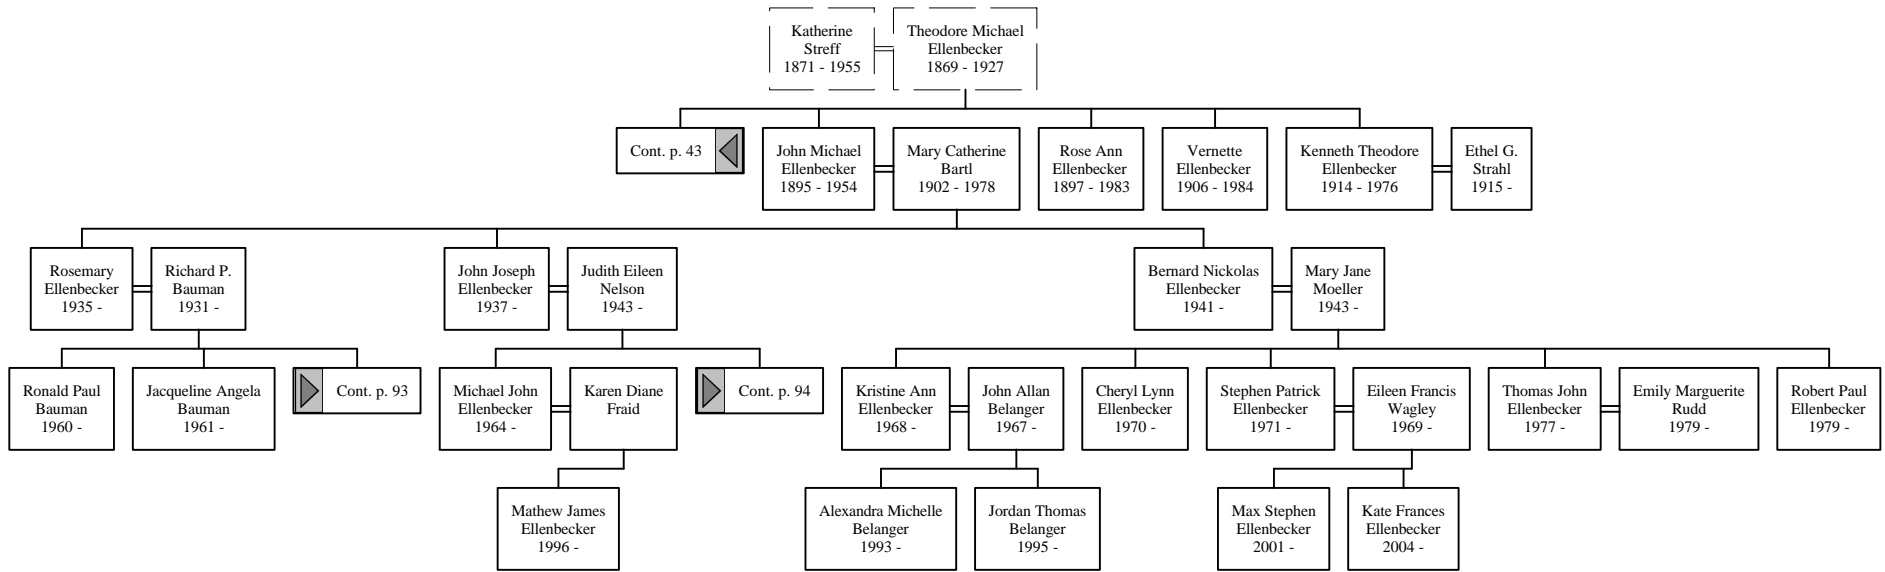 Katherine
Streff
1871 - 1955
Theodore Michael
Ellenbecker
1869 - 1927
Cont. p. 43
John Michael
Ellenbecker
1895 - 1954
Mary Catherine
Bartl
1902 - 1978
Rose Ann
Ellenbecker
1897 - 1983
Vernette
Ellenbecker
1906 - 1984
Kenneth Theodore
Ellenbecker
1914 - 1976
Ethel G.
Strahl
1915 -
Rosemary
Ellenbecker
1935 -
Richard P.
Bauman
1931 -
John Joseph
Ellenbecker
1937 -
Judith Eileen
Nelson
1943 -
Bernard Nickolas
Ellenbecker
1941 -
Mary Jane
Moeller
1943 -
Ronald Paul
Bauman
1960 -
Jacqueline Angela
Bauman
1961 -
Cont. p. 93
Michael John
Ellenbecker
1964 -
Karen Diane
Fraid
Cont. p. 94
Kristine Ann
Ellenbecker
1968 -
John Allan
Belanger
1967 -
Cheryl Lynn
Ellenbecker
1970 -
Stephen Patrick
Ellenbecker
1971 -
Eileen Francis
Wagley
1969 -
Thomas John
Ellenbecker
1977 -
Emily Marguerite
Rudd
1979 -
Robert Paul
Ellenbecker
1979 -
Mathew James
Ellenbecker
1996 -
Alexandra Michelle
Belanger
1993 -
Jordan Thomas
Belanger
1995 -
Max Stephen
Ellenbecker
2001 -
Kate Frances
Ellenbecker
2004 -